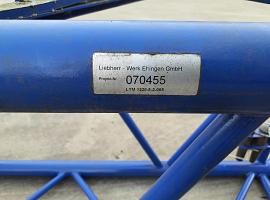 Liebherr - Werk Ehingen GmbH
Projekt-Nr. 070455
LTM 1220-5.2-065